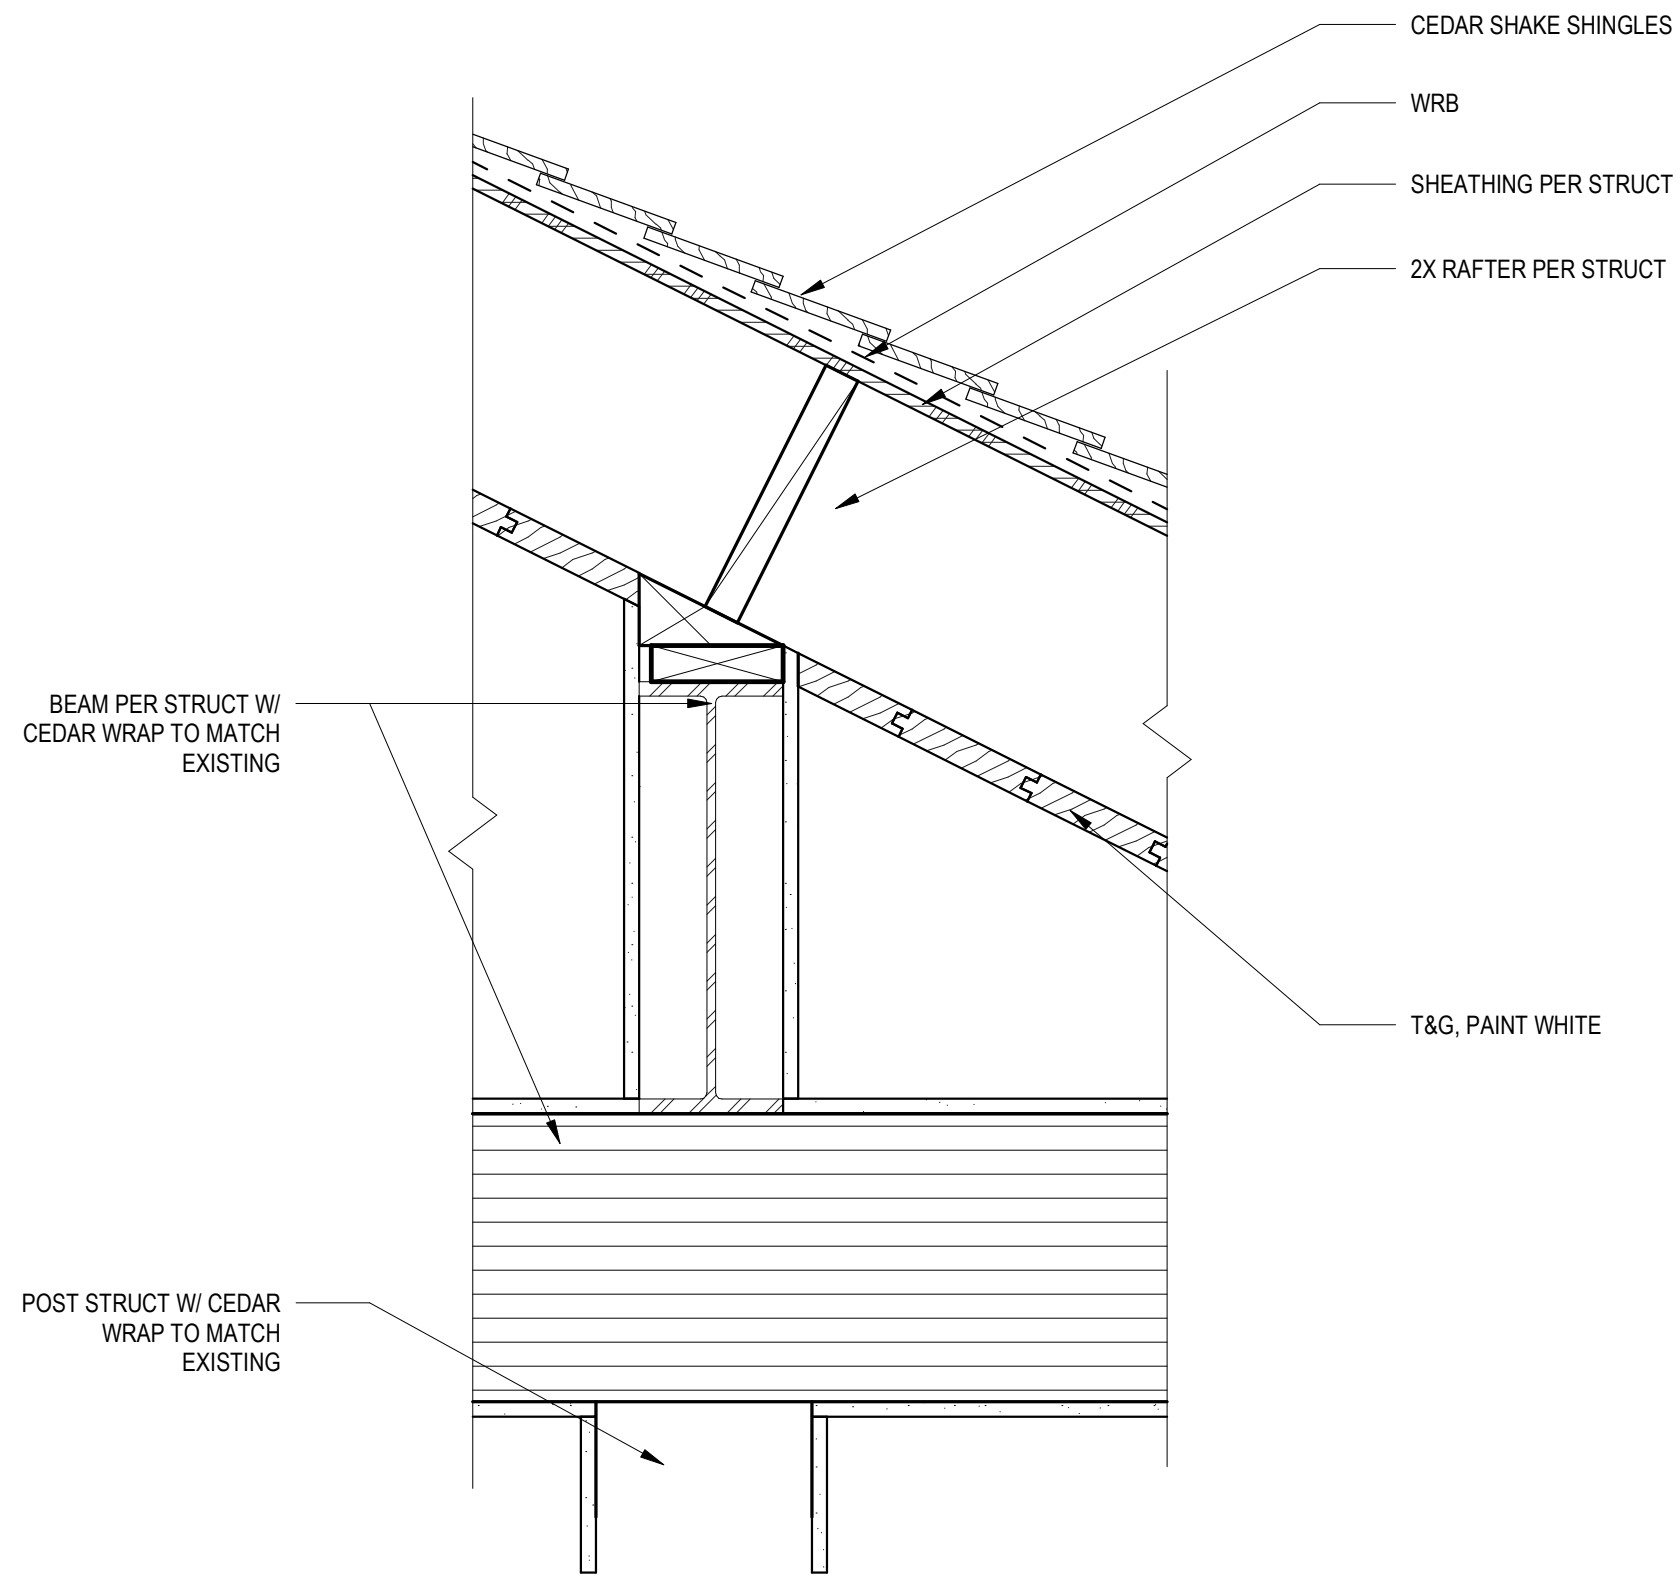 CEDAR SHAKE SHINGLES
WRB
SHEATHING PER STRUCT
2X RAFTER PER STRUCT
BEAM PER STRUCT W/
CEDAR WRAP TO MATCH
EXISTING
T&G, PAINT WHITE
POST STRUCT W/ CEDAR
WRAP TO MATCH
EXISTING